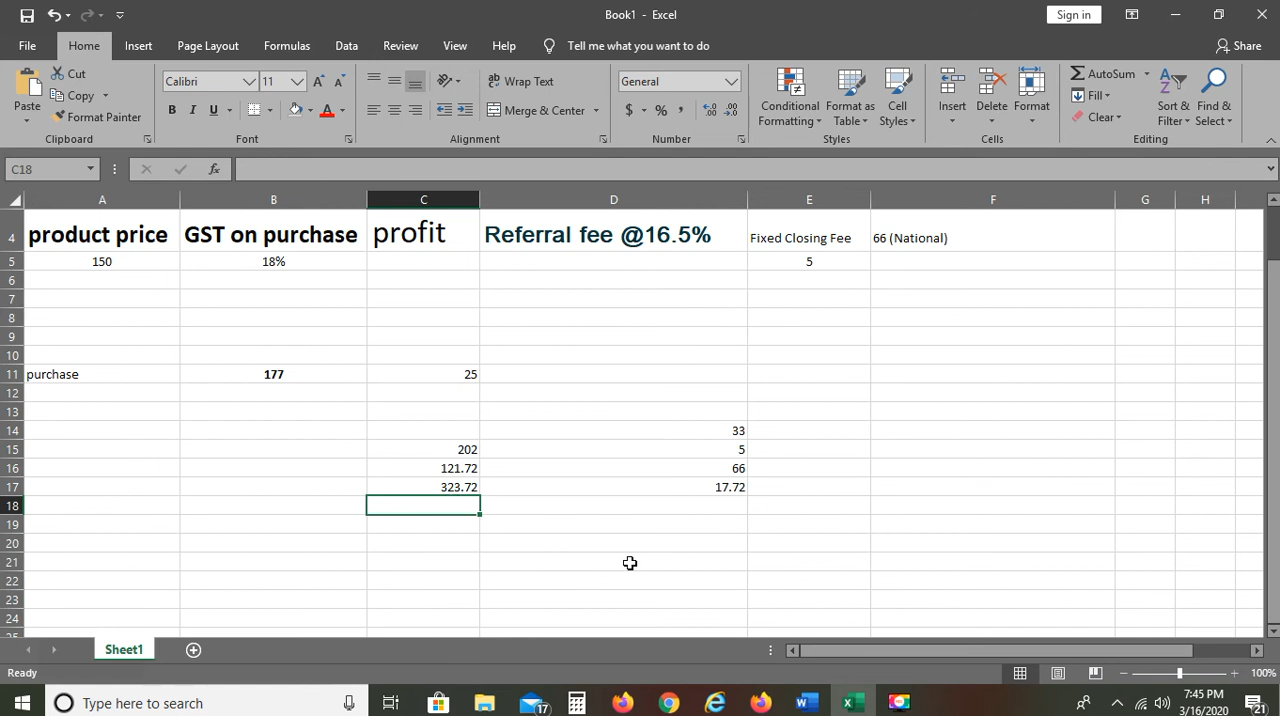 Book1 - Excel
Sign in
File Home Insert Page Layout Formulas Data Review View Help Tell me what you want to do Share
Paste
Cut
Copy
Format Painter
Clipboard
Calibri 11
B I U
Font
Wrap Text
Merge & Center
Alignment
General
$ % ,
Number
Conditional Formatting
Format as Table
Cell Styles
Styles
Insert Delete Format
Cells
AutoSum
Fill
Clear
Sort & Filter
Find & Select
Editing
C18 fx
A B C D E F G H
4 product price GST on purchase profit Referral fee @16.5% Fixed Closing Fee 66 (National)
5 150 18% 5
6
7
8
9
10
11 purchase 177 25
12
13
14 33
15 202 5
16 121.72 66
17 323.72 17.72
18
19
20
21
22
23
24
Sheet1
Ready 100%
Type here to search
17
7:45 PM
3/16/2020
21